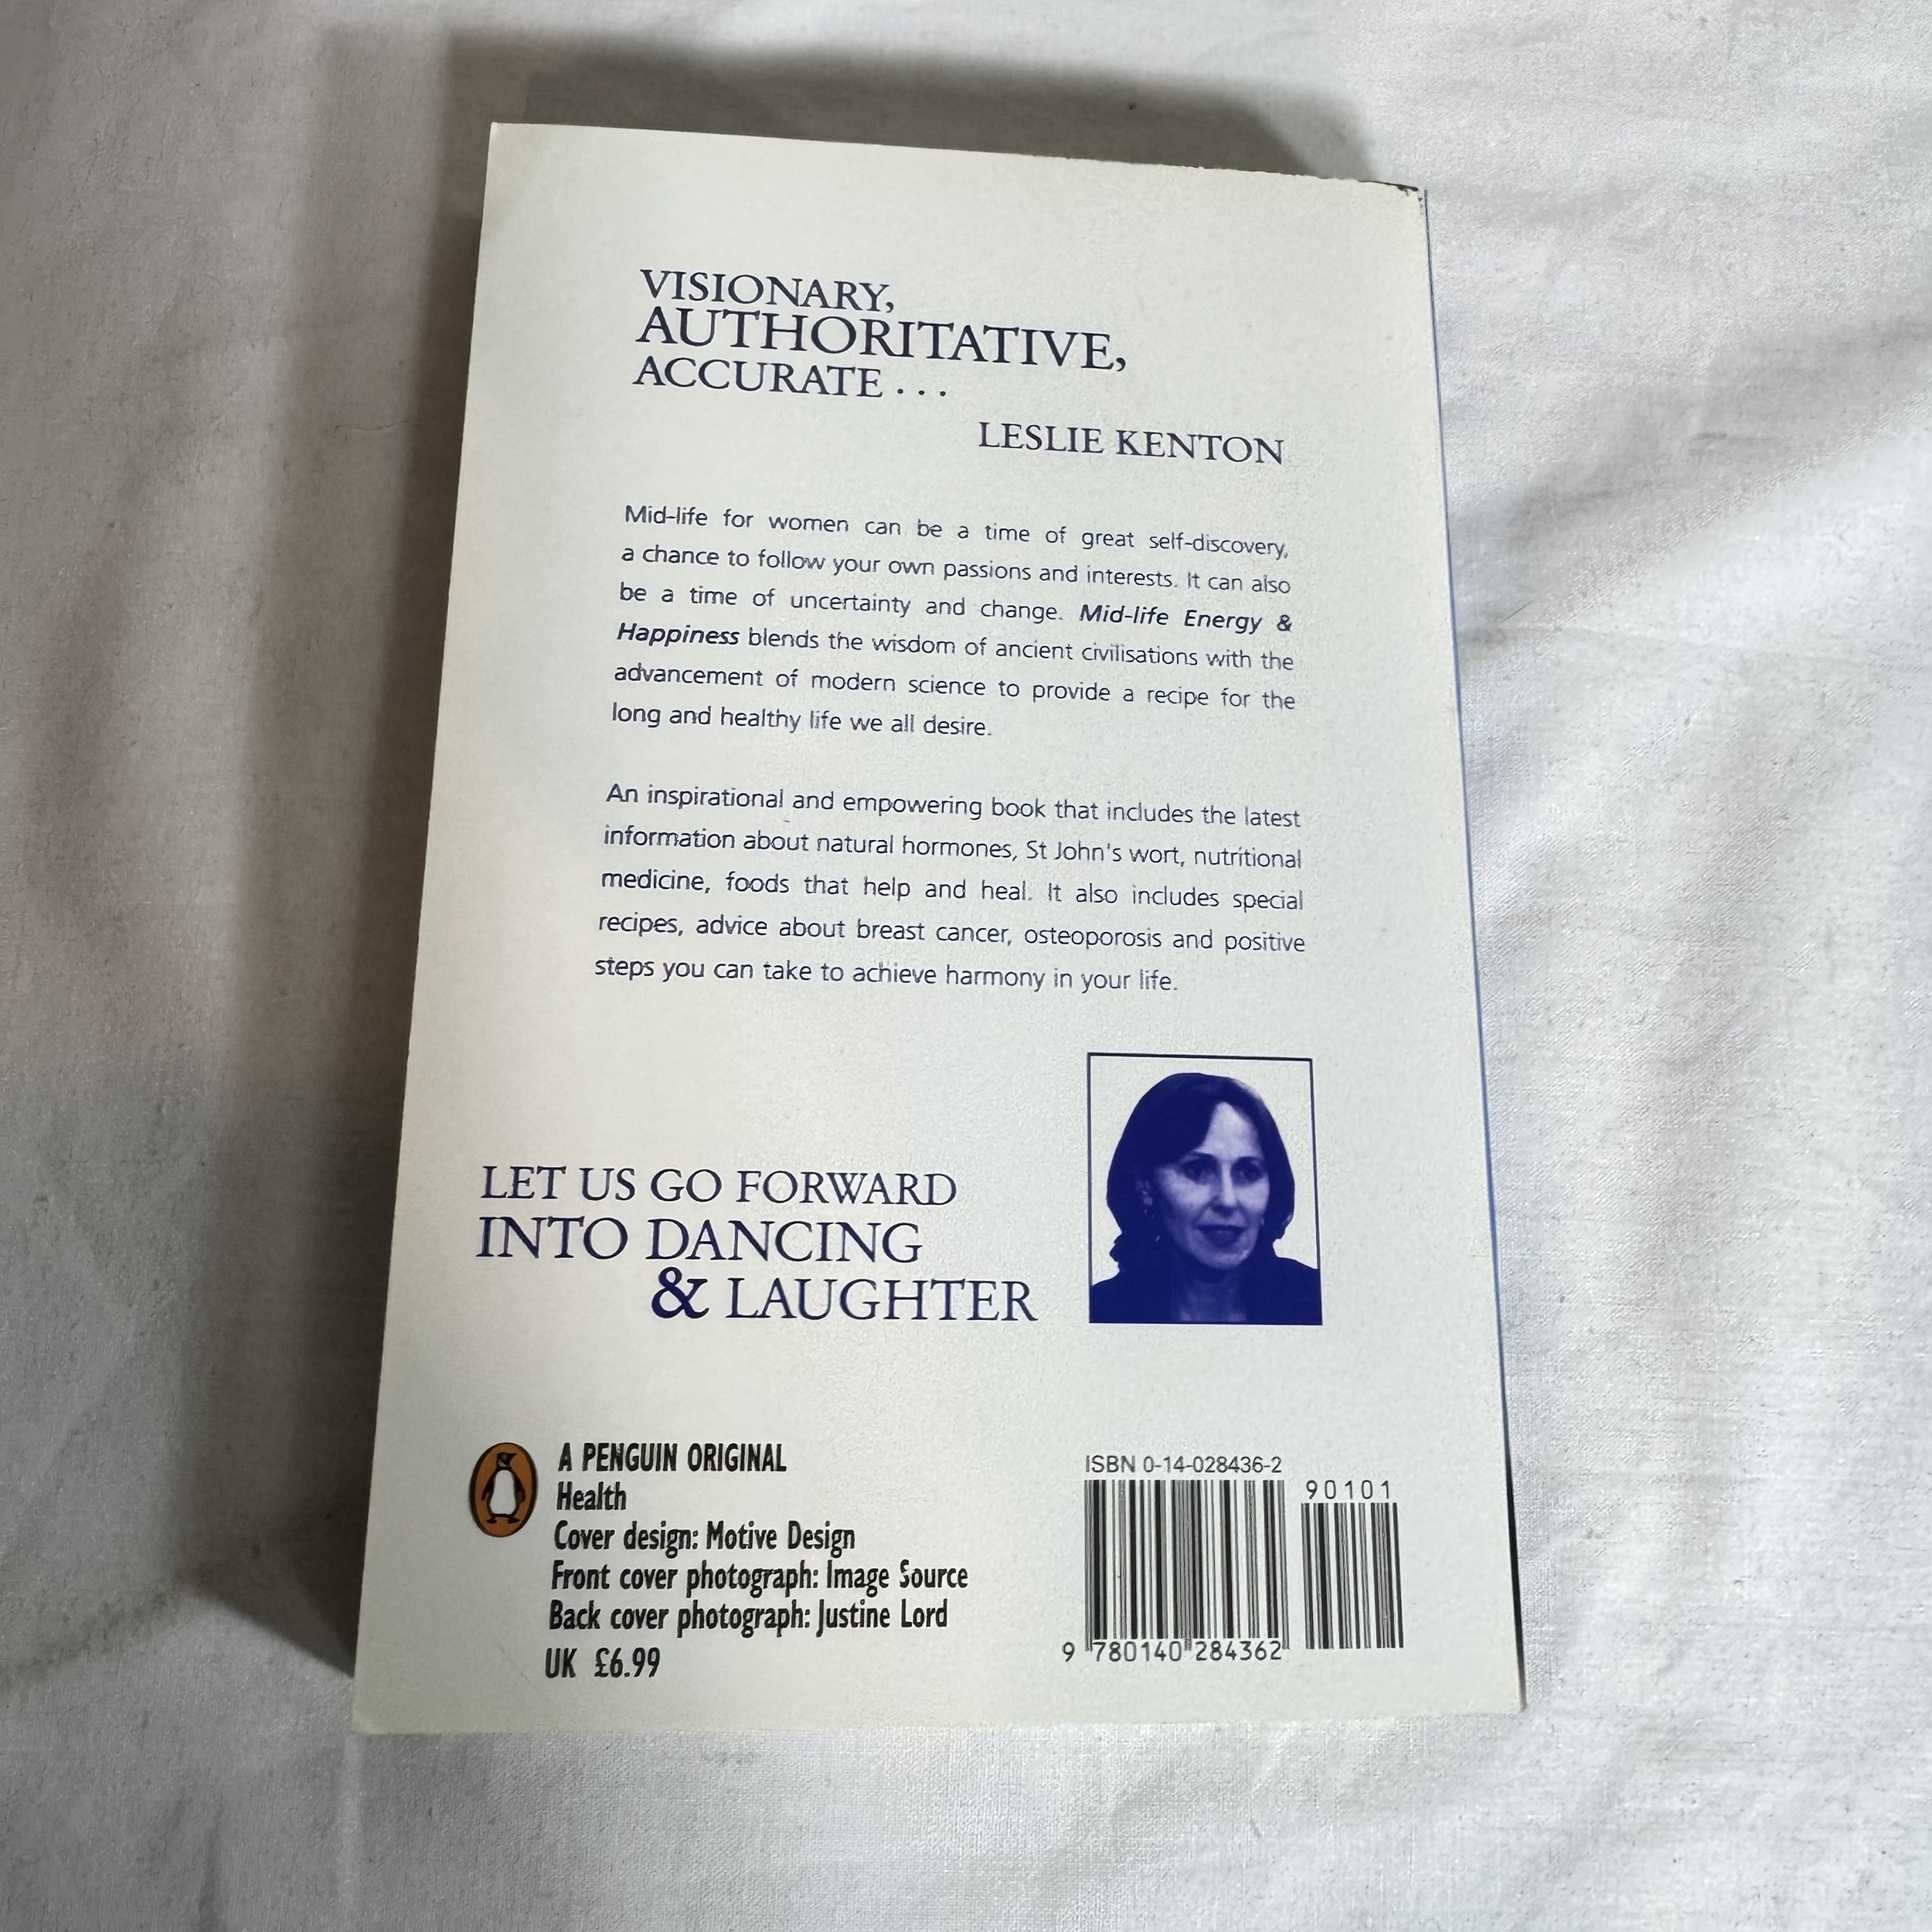 VISIONARY,
AUTHORITATIVE,
ACCURATE . . .
LESLIE KENTON
Mid-life for women can be a time of great self-discovery,
a chance to follow your own passions and interests. It can also
be a time of uncertainty and change. Mid-life Energy &
Happiness blends the wisdom of ancient civilisations with the
advancement of modern science to provide a recipe for the
long and healthy life we all desire.
An inspirational and empowering book that includes the latest
information about natural hormones, St John's wort, nutritional
medicine, foods that help and heal. It also includes special
recipes, advice about breast cancer, osteoporosis and positive
steps you can take to achieve harmony in your life.
LET US GO FORWARD
INTO DANCING
& LAUGHTER
A PENGUIN ORIGINAL
Health
Cover design: Motive Design
Front cover photograph: Image Source
Back cover photograph: Justine Lord
UK £6.99
ISBN 0-14-028436-2
90101
9 780140 284362